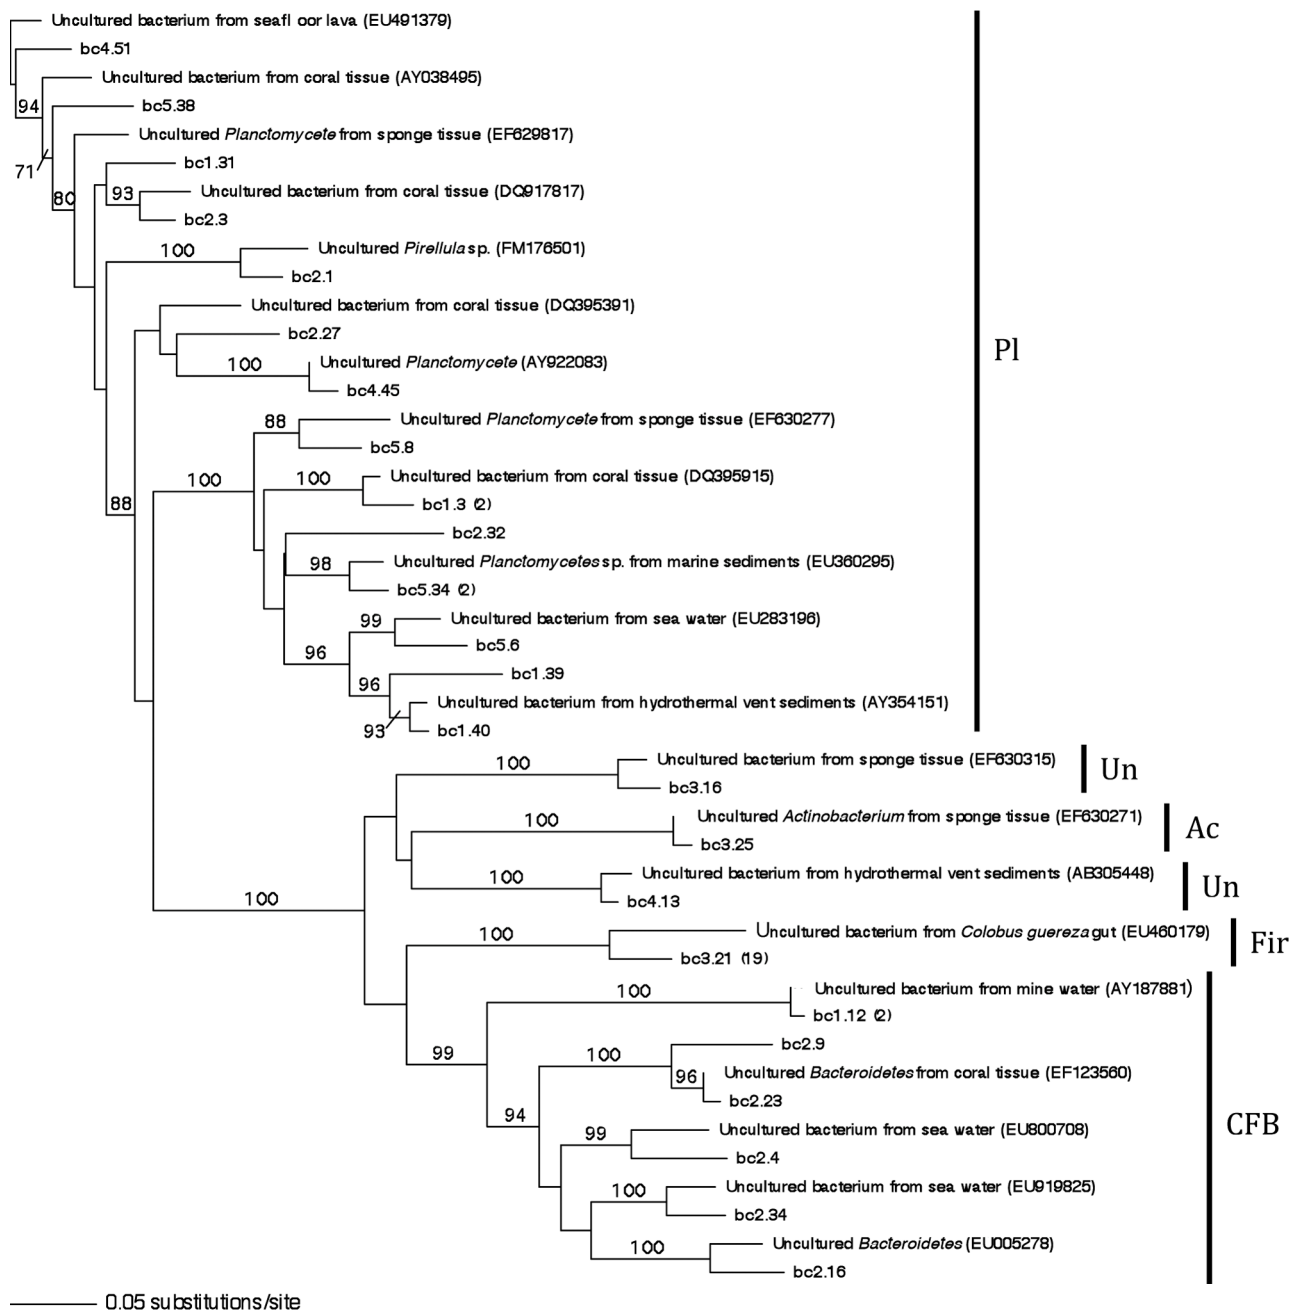 Uncultured bacterium from seafl oor lava (EU491379)
bc4.51
Uncultured bacterium from coral tissue (AY038495)
94
bc5.38
Uncultured Planctomycete from sponge tissue (EF629817)
71
bc1.31
80
93
Uncultured bacterium from coral tissue (DQ917817)
bc2.3
100
Uncultured Pirellula sp. (FM176501)
bc2.1
Uncultured bacterium from coral tissue (DQ395391)
bc2.27
Pl
100
Uncultured Planctomycete (AY922083)
bc4.45
88
Uncultured Planctomycete from sponge tissue (EF630277)
bc5.8
100
100
Uncultured bacterium from coral tissue (DQ395915)
88
bc1.3 (2)
bc2.32
98
Uncultured Planctomycetes sp. from marine sediments (EU360295)
bc5.34 (2)
99
Uncultured bacterium from sea water (EU283196)
bc5.6
96
bc1.39
96
Uncultured bacterium from hydrothermal vent sediments (AY354151)
93
bc1.40
100
Uncultured bacterium from sponge tissue (EF630315)
Un
bc3.16
100
Uncultured Actinobacterium from sponge tissue (EF630271)
Ac
bc3.25
100
Uncultured bacterium from hydrothermal vent sediments (AB305448)
Un
bc4.13
100
100
Uncultured bacterium from Colobus guereza gut (EU460179)
Fir
bc3.21 (19)
100
Uncultured bacterium from mine water (AY187881)
bc1.12 (2)
99
100
bc2.9
96
Uncultured Bacteroidetes from coral tissue (EF123560)
bc2.23
94
CFB
99
Uncultured bacterium from sea water (EU800708)
bc2.4
100
Uncultured bacterium from sea water (EU919825)
bc2.34
100
Uncultured Bacteroidetes (EU005278)
bc2.16
0.05 substitutions/site